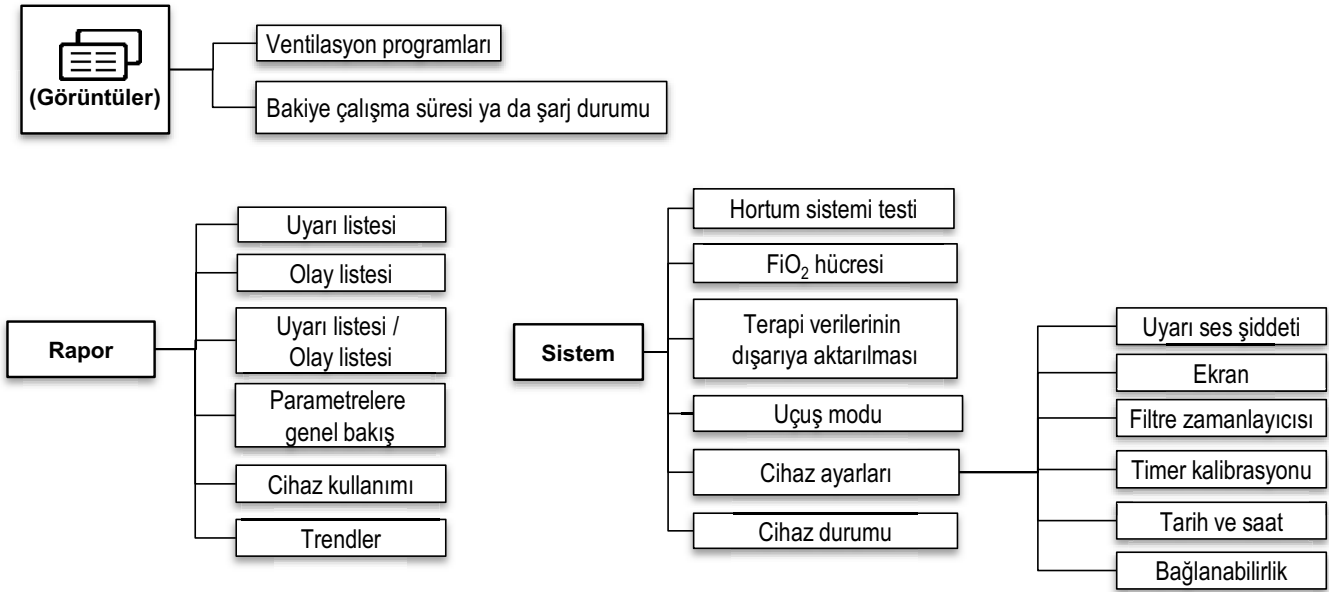 (Görüntüler)
Ventilasyon programları
Bakiye çalışma süresi ya da şarj durumu
Rapor
Uyarı listesi
Olay listesi
Uyarı listesi /
Olay listesi
Parametrelere
genel bakış
Cihaz kullanımı
Trendler
Sistem
Hortum sistemi testi
FiO₂ hücresi
Terapi verilerinin
dışarıya aktarılması
Uçuş modu
Cihaz ayarları
Cihaz durumu
Uyarı ses şiddeti
Ekran
Filtre zamanlayıcısı
Timer kalibrasyonu
Tarih ve saat
Bağlanabilirlik